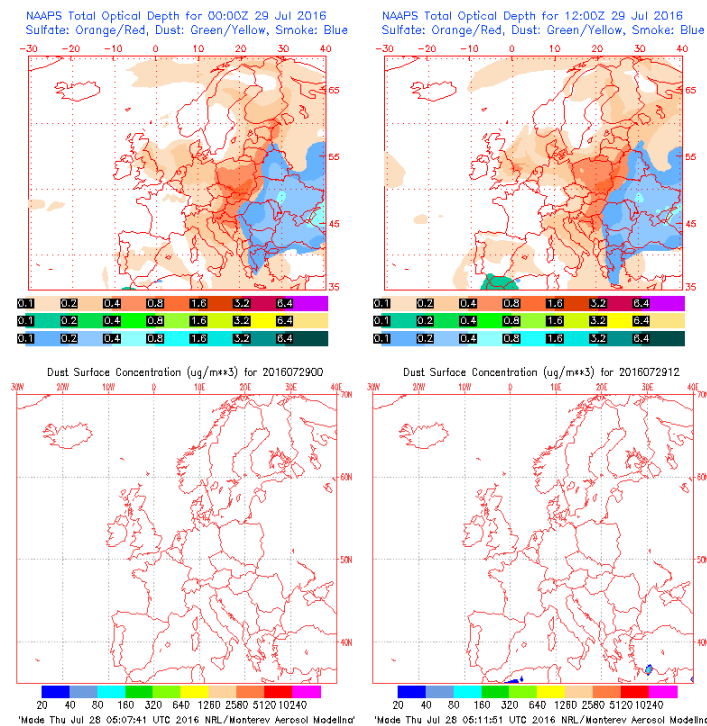 NAAPS Total Optical Depth for 00:00Z 29 Jul 2016
Sulfate: Orange/Red, Dust: Green/Yellow, Smoke: Blue
-30 -20 -10 0 10 20 30 40
65
55
45
35
0.1 0.2 0.4 0.8 1.6 3.2 6.4
0.1 0.2 0.4 0.8 1.6 3.2 6.4
0.1 0.2 0.4 0.8 1.6 3.2 6.4
NAAPS Total Optical Depth for 12:00Z 29 Jul 2016
Sulfate: Orange/Red, Dust: Green/Yellow, Smoke: Blue
-30 -20 -10 0 10 20 30 40
65
55
45
35
0.1 0.2 0.4 0.8 1.6 3.2 6.4
0.1 0.2 0.4 0.8 1.6 3.2 6.4
0.1 0.2 0.4 0.8 1.6 3.2 6.4
Dust Surface Concentration (ug/m**3) for 2016072900
30W 20W 10W 0 10E 20E 30E 40E
70N
60N
50N
40N
20 40 80 160 320 640 1280 2580 5120 10240
'Made Thu Jul 28 05:07:41 UTC 2016 NRL/Monterey Aerosol Modeling'
Dust Surface Concentration (ug/m**3) for 2016072912
30W 20W 10W 0 10E 20E 30E 40E
70N
60N
50N
40N
20 40 80 160 320 640 1280 2580 5120 10240
'Made Thu Jul 28 05:11:51 UTC 2016 NRL/Monterey Aerosol Modeling'